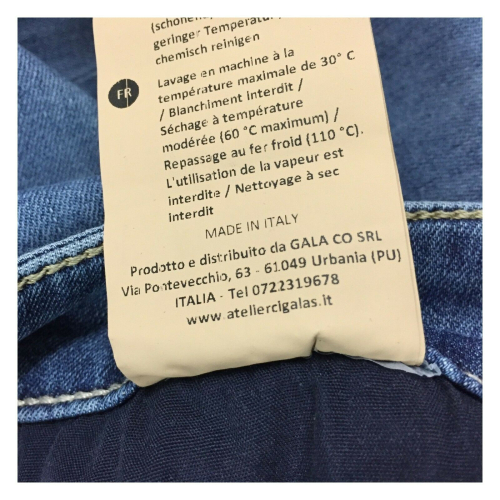 (schonend
geringer Temperatur
chemisch reinigen
FR
Lavage en machine à la
température maximale de 30° C
/ Blanchiment interdit /
Séchage à température
modérée (60 °C maximum) /
Repassage au fer froid (110 °C).
L'utilisation de la vapeur est
interdite / Nettoyage à sec
interdit
MADE IN ITALY
Prodotto e distribuito da GALA CO SRL
Via Pontevecchio, 63 - 61049 Urbania (PU)
ITALIA - Tel 0722319678
www.ateliercigalas.it